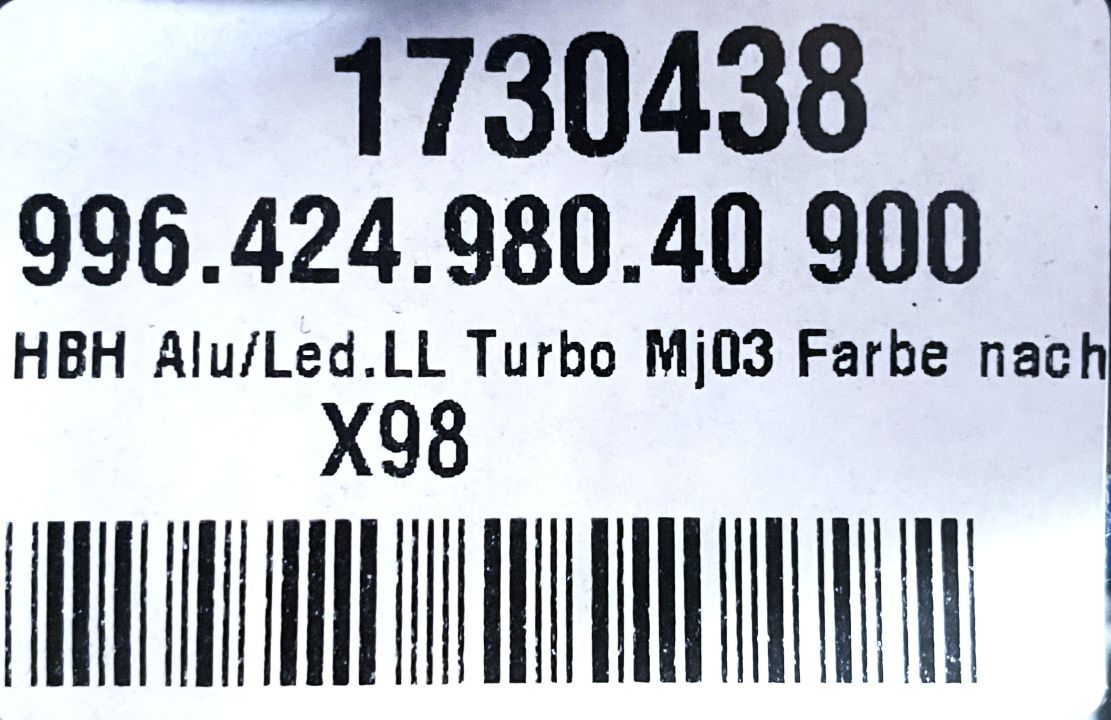 1730438
996.424.980.40 900
HBH Alu/Led.LL Turbo Mj03 Farbe nach
X98